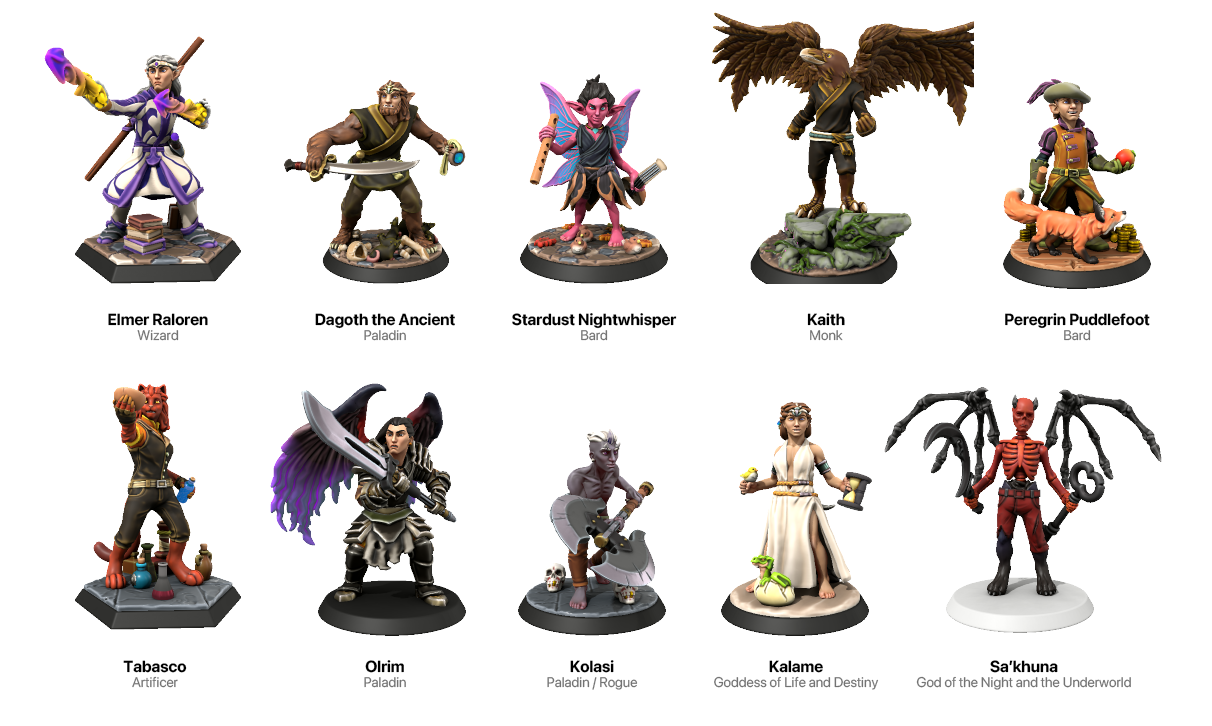 Elmer Raloren
Wizard
Dagoth the Ancient
Paladin
Stardust Nightwhisper
Bard
Kaith
Monk
Peregrin Puddlefoot
Bard
Tabasco
Artificer
Olrim
Paladin
Kolasi
Paladin / Rogue
Kalame
Goddess of Life and Destiny
Sa’khuna
God of the Night and the Underworld